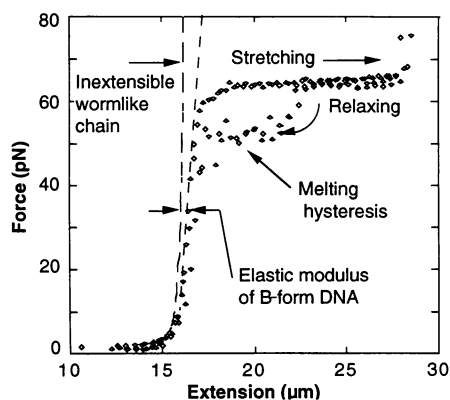 80
60
40
20
0
Force (pN)
Stretching
Inextensible
wormlike
chain
Relaxing
Melting
hysteresis
Elastic modulus
of B-form DNA
10
15
20
25
30
Extension (μm)